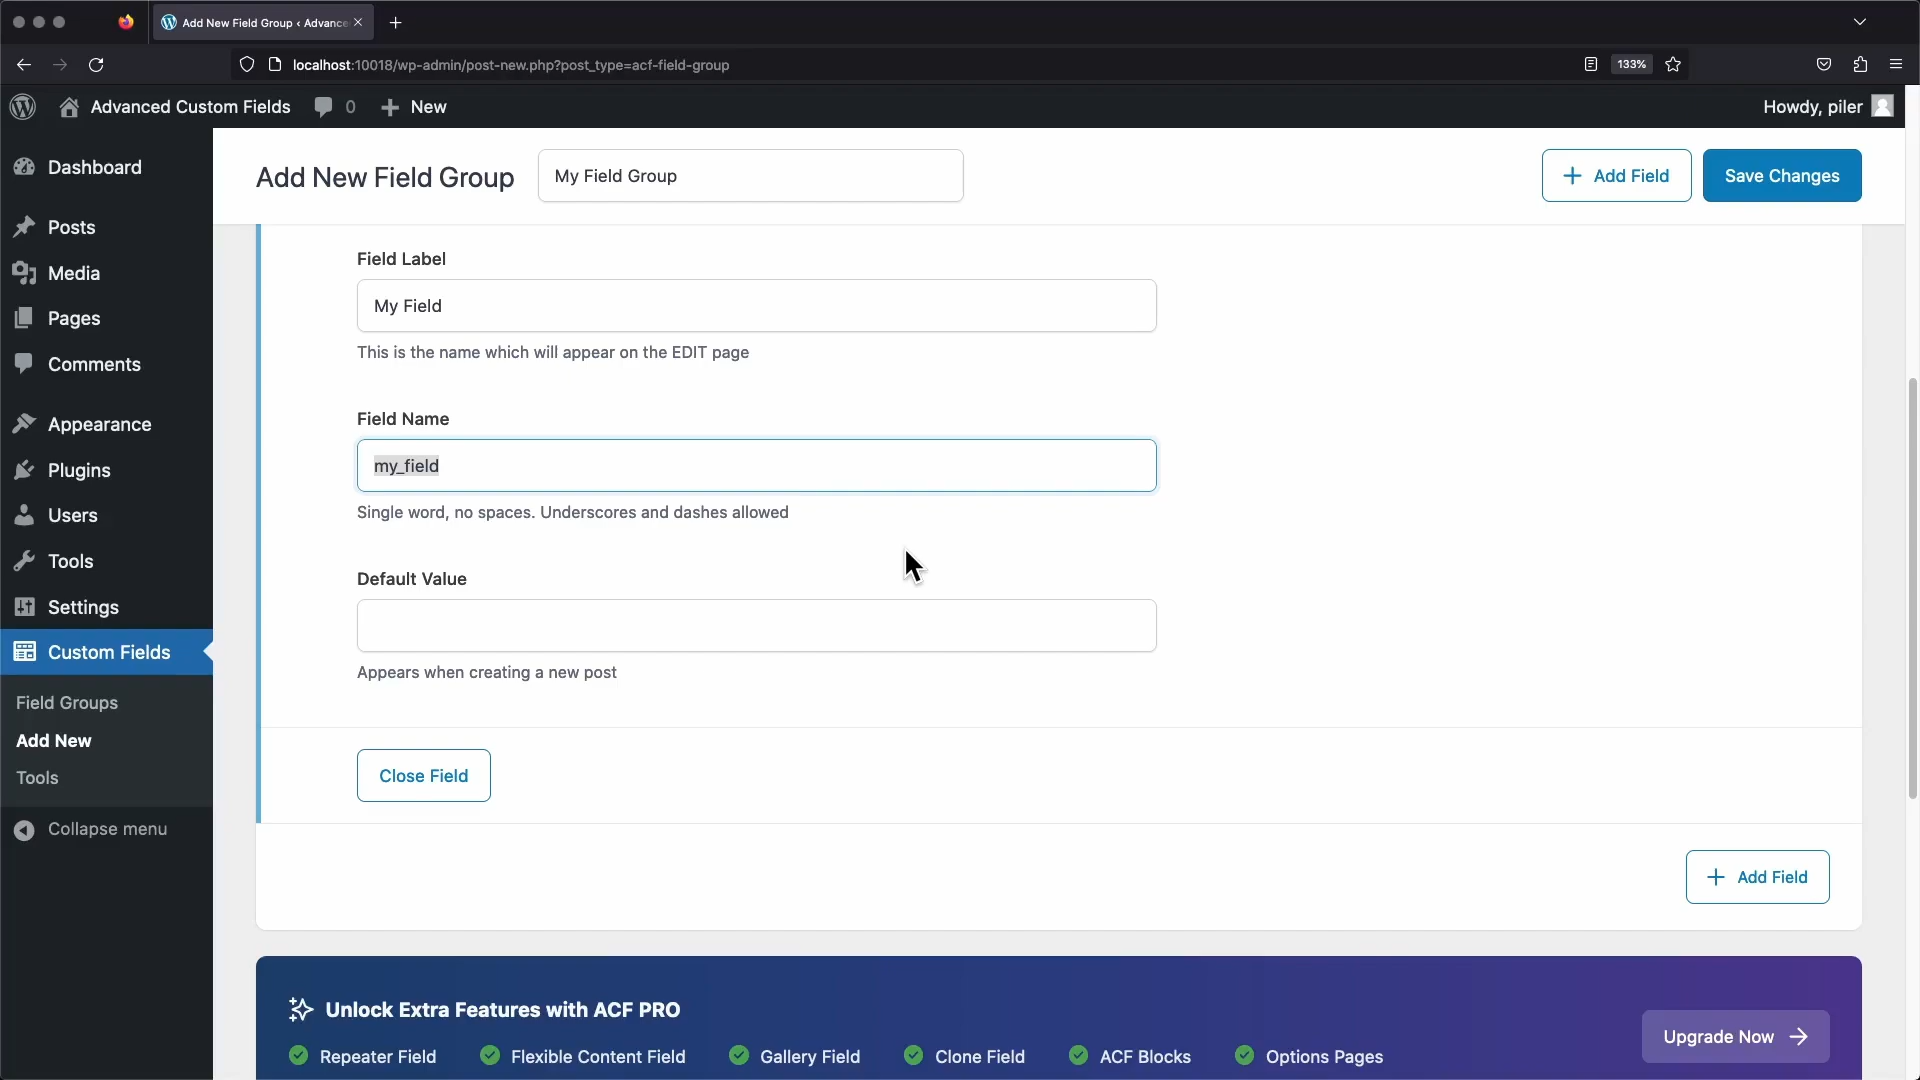 Add New Field Group ‹ Advance
localhost:10018/wp-admin/post-new.php?post_type=acf-field-group
133%
Advanced Custom Fields
0
New
Howdy, piler
Dashboard
Posts
Media
Pages
Comments
Appearance
Plugins
Users
Tools
Settings
Custom Fields
Field Groups
Add New
Tools
Collapse menu
Add New Field Group
My Field Group
Add Field
Save Changes
Field Label
My Field
This is the name which will appear on the EDIT page
Field Name
my_field
Single word, no spaces. Underscores and dashes allowed
Default Value
Appears when creating a new post
Close Field
Add Field
Unlock Extra Features with ACF PRO
Repeater Field
Flexible Content Field
Gallery Field
Clone Field
ACF Blocks
Options Pages
Upgrade Now